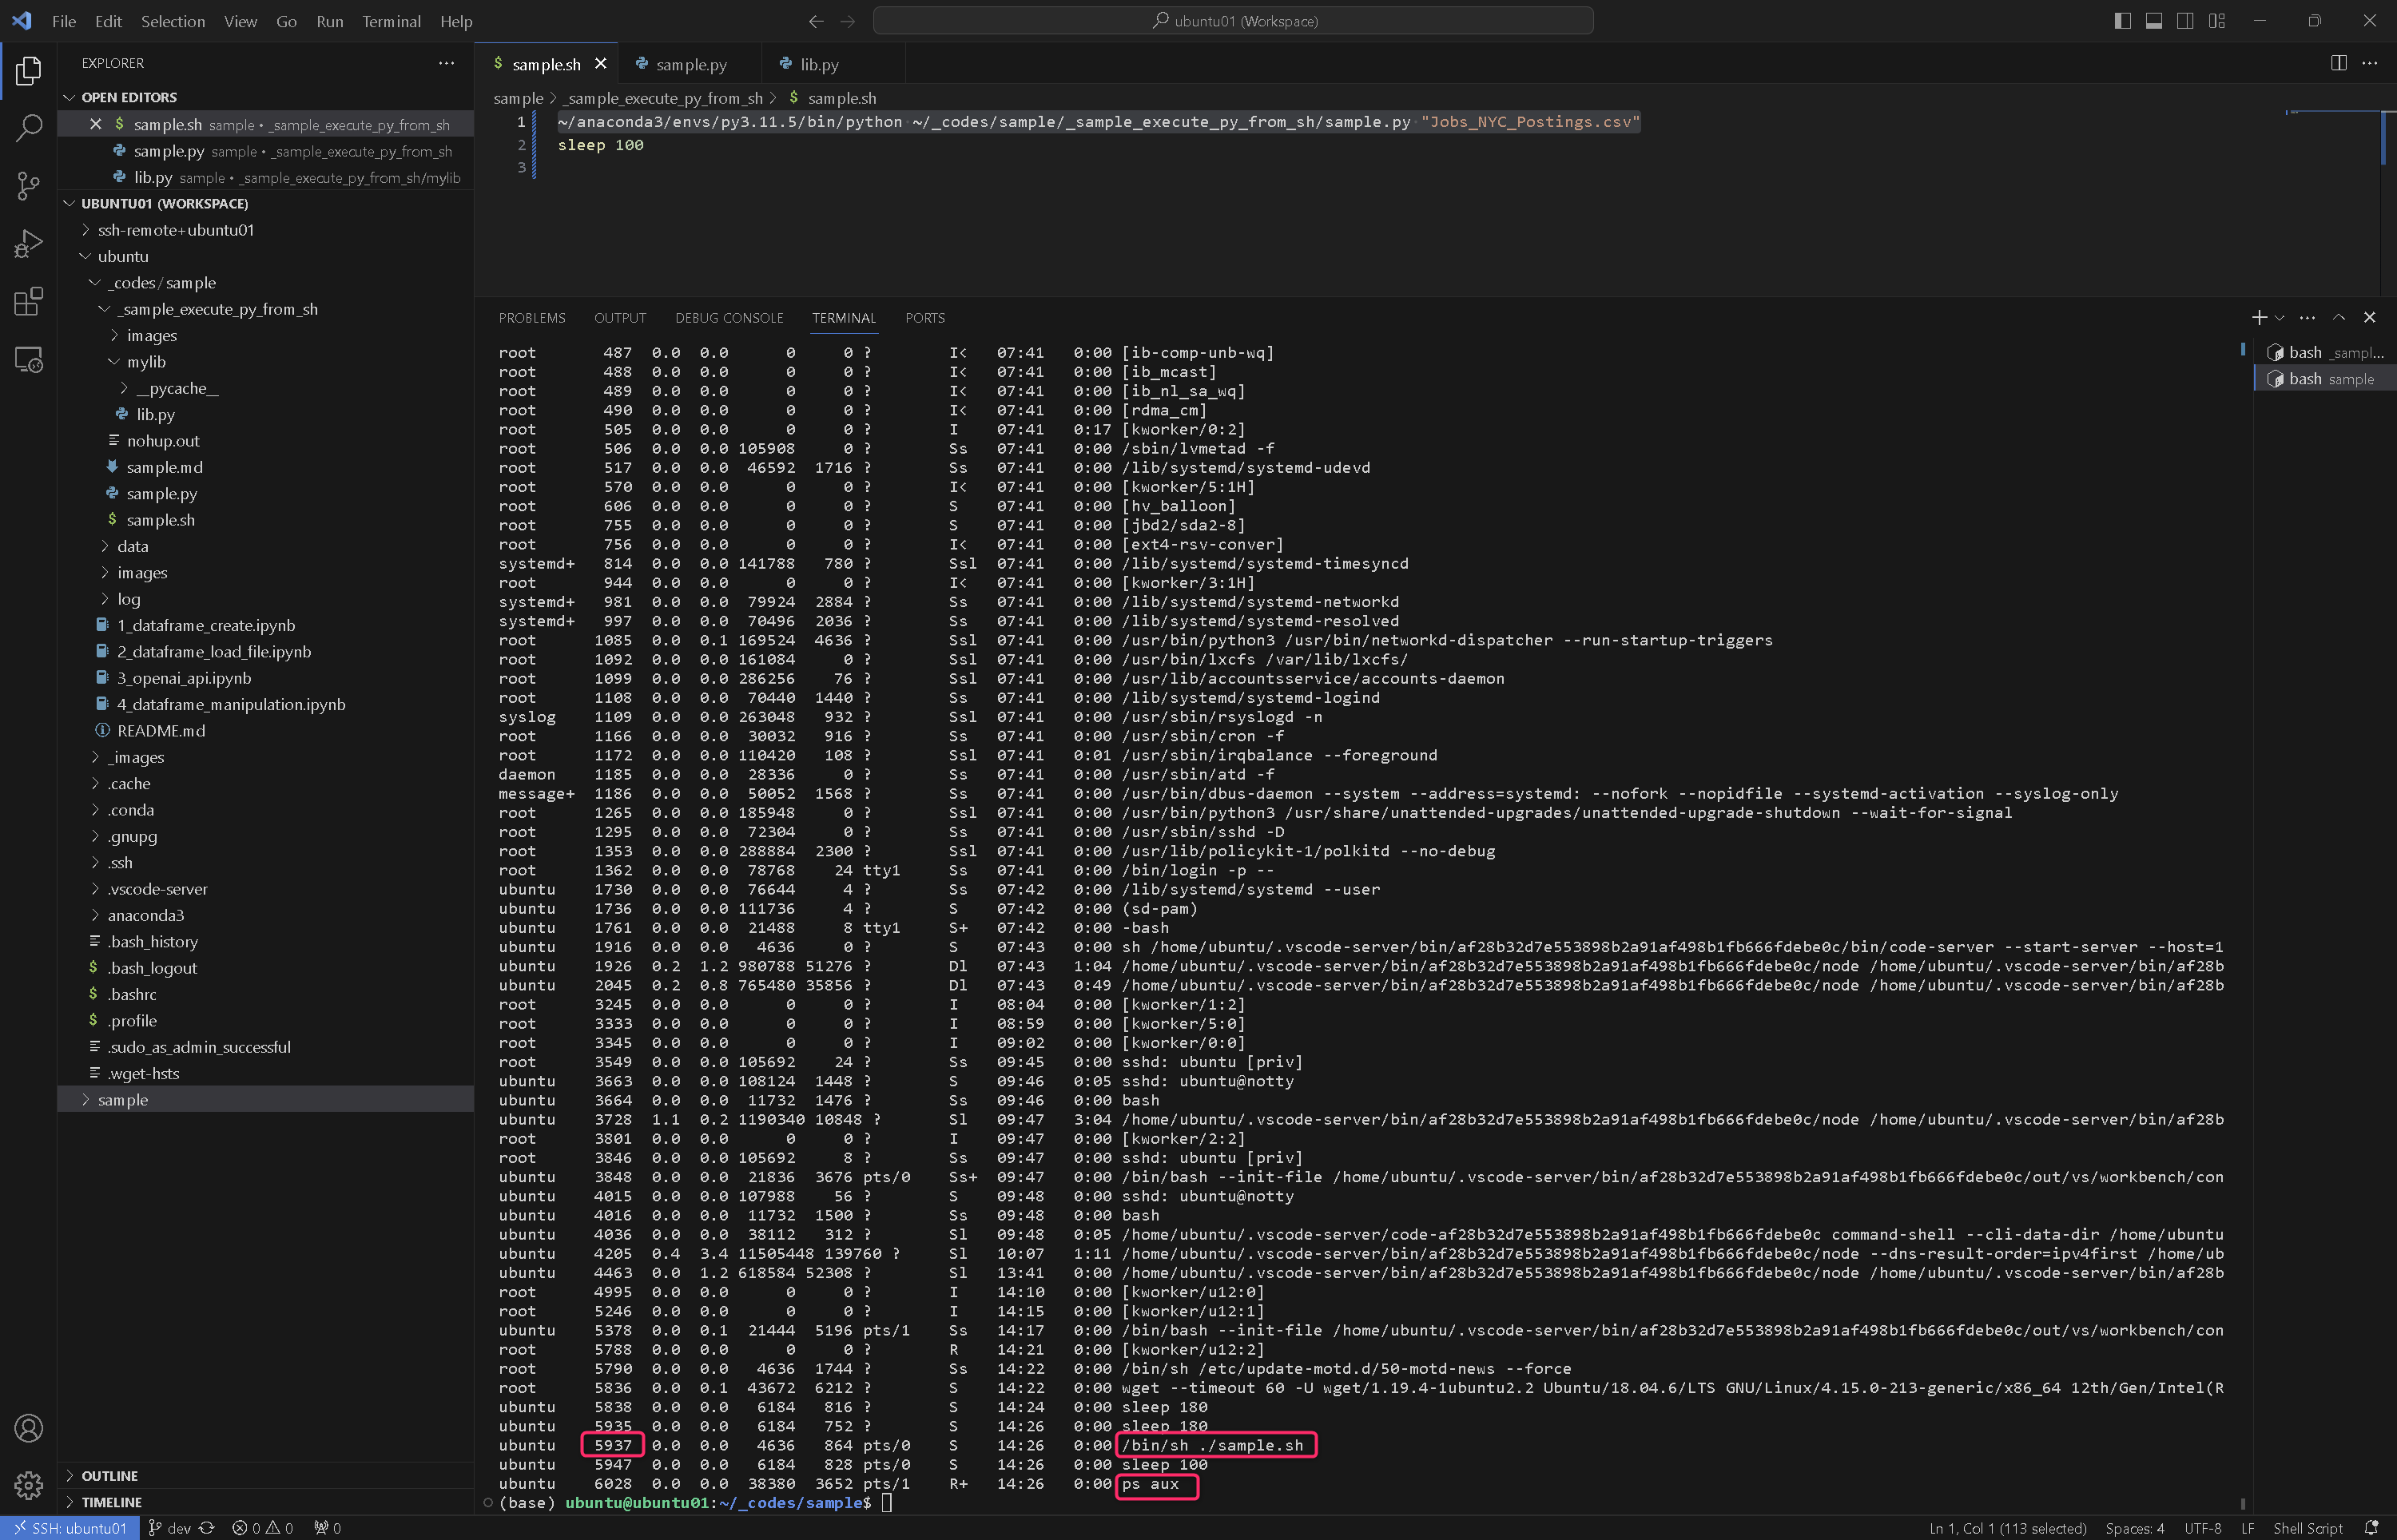 File Edit Selection View Go Run Terminal Help
ubuntu01 (Workspace)
EXPLORER
OPEN EDITORS
sample.sh sample • _sample_execute_py_from_sh
sample.py sample • _sample_execute_py_from_sh
lib.py sample • _sample_execute_py_from_sh/mylib
UBUNTU01 (WORKSPACE)
ssh-remote+ubuntu01
ubuntu
_codes/sample
_sample_execute_py_from_sh
images
mylib
__pycache__
lib.py
nohup.out
sample.md
sample.py
sample.sh
data
images
log
1_dataframe_create.ipynb
2_dataframe_load_file.ipynb
3_openai_api.ipynb
4_dataframe_manipulation.ipynb
README.md
_images
.cache
.conda
.gnupg
.ssh
.vscode-server
anaconda3
.bash_history
.bash_logout
.bashrc
.profile
.sudo_as_admin_successful
.wget-hsts
sample
OUTLINE
TIMELINE
sample.sh sample.py lib.py
sample > _sample_execute_py_from_sh > $ sample.sh
1 ~/anaconda3/envs/py3.11.5/bin/python ~/_codes/sample/_sample_execute_py_from_sh/sample.py "Jobs_NYC_Postings.csv"
2 sleep 100
3
PROBLEMS OUTPUT DEBUG CONSOLE TERMINAL PORTS
bash _sampl...
bash sample
root 487 0.0 0.0 0 0 ? I< 07:41 0:00 [ib-comp-unb-wq]
root 488 0.0 0.0 0 0 ? I< 07:41 0:00 [ib_mcast]
root 489 0.0 0.0 0 0 ? I< 07:41 0:00 [ib_nl_sa_wq]
root 490 0.0 0.0 0 0 ? I< 07:41 0:00 [rdma_cm]
root 505 0.0 0.0 0 0 ? I 07:41 0:17 [kworker/0:2]
root 506 0.0 0.0 105908 0 ? Ss 07:41 0:00 /sbin/lvmetad -f
root 517 0.0 0.0 46592 1716 ? Ss 07:41 0:00 /lib/systemd/systemd-udevd
root 570 0.0 0.0 0 0 ? I< 07:41 0:00 [kworker/5:1H]
root 606 0.0 0.0 0 0 ? S 07:41 0:00 [hv_balloon]
root 755 0.0 0.0 0 0 ? S 07:41 0:00 [jbd2/sda2-8]
root 756 0.0 0.0 0 0 ? I< 07:41 0:00 [ext4-rsv-conver]
systemd+ 814 0.0 0.0 141788 780 ? Ssl 07:41 0:00 /lib/systemd/systemd-timesyncd
root 944 0.0 0.0 0 0 ? I< 07:41 0:00 [kworker/3:1H]
systemd+ 981 0.0 0.0 79924 2884 ? Ss 07:41 0:00 /lib/systemd/systemd-networkd
systemd+ 997 0.0 0.0 70496 2036 ? Ss 07:41 0:00 /lib/systemd/systemd-resolved
root 1085 0.0 0.1 169524 4636 ? Ssl 07:41 0:00 /usr/bin/python3 /usr/bin/networkd-dispatcher --run-startup-triggers
root 1092 0.0 0.0 161084 0 ? Ssl 07:41 0:00 /usr/bin/lxcfs /var/lib/lxcfs/
root 1099 0.0 0.0 286256 76 ? Ssl 07:41 0:00 /usr/lib/accountsservice/accounts-daemon
root 1108 0.0 0.0 70440 1440 ? Ss 07:41 0:00 /lib/systemd/systemd-logind
syslog 1109 0.0 0.0 263048 932 ? Ssl 07:41 0:00 /usr/sbin/rsyslogd -n
root 1166 0.0 0.0 30032 916 ? Ss 07:41 0:00 /usr/sbin/cron -f
root 1172 0.0 0.0 110420 108 ? Ssl 07:41 0:01 /usr/sbin/irqbalance --foreground
daemon 1185 0.0 0.0 28336 0 ? Ss 07:41 0:00 /usr/sbin/atd -f
message+ 1186 0.0 0.0 50052 1568 ? Ss 07:41 0:00 /usr/bin/dbus-daemon --system --address=systemd: --nofork --nopidfile --systemd-activation --syslog-only
root 1265 0.0 0.0 185948 0 ? Ssl 07:41 0:00 /usr/bin/python3 /usr/share/unattended-upgrades/unattended-upgrade-shutdown --wait-for-signal
root 1295 0.0 0.0 72304 0 ? Ss 07:41 0:00 /usr/sbin/sshd -D
root 1353 0.0 0.0 288884 2300 ? Ssl 07:41 0:00 /usr/lib/policykit-1/polkitd --no-debug
root 1362 0.0 0.0 78768 24 tty1 Ss 07:41 0:00 /bin/login -p --
ubuntu 1730 0.0 0.0 76644 4 ? Ss 07:42 0:00 /lib/systemd/systemd --user
ubuntu 1736 0.0 0.0 111736 4 ? S 07:42 0:00 (sd-pam)
ubuntu 1761 0.0 0.0 21488 8 tty1 S+ 07:42 0:00 -bash
ubuntu 1916 0.0 0.0 4636 0 ? S 07:43 0:00 sh /home/ubuntu/.vscode-server/bin/af28b32d7e553898b2a91af498b1fb666fdebe0c/bin/code-server --start-server --host=1
ubuntu 1926 0.2 1.2 980788 51276 ? Dl 07:43 1:04 /home/ubuntu/.vscode-server/bin/af28b32d7e553898b2a91af498b1fb666fdebe0c/node /home/ubuntu/.vscode-server/bin/af28b
ubuntu 2045 0.2 0.8 765480 35856 ? Dl 07:43 0:49 /home/ubuntu/.vscode-server/bin/af28b32d7e553898b2a91af498b1fb666fdebe0c/node /home/ubuntu/.vscode-server/bin/af28b
root 3245 0.0 0.0 0 0 ? I 08:04 0:00 [kworker/1:2]
root 3333 0.0 0.0 0 0 ? I 08:59 0:00 [kworker/5:0]
root 3345 0.0 0.0 0 0 ? I 09:02 0:00 [kworker/0:0]
root 3549 0.0 0.0 105692 24 ? Ss 09:45 0:00 sshd: ubuntu [priv]
ubuntu 3663 0.0 0.0 108124 1448 ? S 09:46 0:05 sshd: ubuntu@notty
ubuntu 3664 0.0 0.0 11732 1476 ? Ss 09:46 0:00 bash
ubuntu 3728 1.1 0.2 1190340 10848 ? Sl 09:47 3:04 /home/ubuntu/.vscode-server/bin/af28b32d7e553898b2a91af498b1fb666fdebe0c/node /home/ubuntu/.vscode-server/bin/af28b
root 3801 0.0 0.0 0 0 ? I 09:47 0:00 [kworker/2:2]
root 3846 0.0 0.0 105692 8 ? Ss 09:47 0:00 sshd: ubuntu [priv]
ubuntu 3848 0.0 0.0 21836 3676 pts/0 Ss+ 09:47 0:00 /bin/bash --init-file /home/ubuntu/.vscode-server/bin/af28b32d7e553898b2a91af498b1fb666fdebe0c/out/vs/workbench/con
ubuntu 4015 0.0 0.0 107988 56 ? S 09:48 0:00 sshd: ubuntu@notty
ubuntu 4016 0.0 0.0 11732 1500 ? Ss 09:48 0:00 bash
ubuntu 4036 0.0 0.0 38112 312 ? Sl 09:48 0:05 /home/ubuntu/.vscode-server/code-af28b32d7e553898b2a91af498b1fb666fdebe0c command-shell --cli-data-dir /home/ubuntu
ubuntu 4205 0.4 3.4 11505448 139760 ? Sl 10:07 1:11 /home/ubuntu/.vscode-server/bin/af28b32d7e553898b2a91af498b1fb666fdebe0c/node --dns-result-order=ipv4first /home/ub
ubuntu 4463 0.0 1.2 618584 52308 ? Sl 13:41 0:00 /home/ubuntu/.vscode-server/bin/af28b32d7e553898b2a91af498b1fb666fdebe0c/node /home/ubuntu/.vscode-server/bin/af28b
root 4995 0.0 0.0 0 0 ? I 14:10 0:00 [kworker/u12:0]
root 5246 0.0 0.0 0 0 ? I 14:15 0:00 [kworker/u12:1]
ubuntu 5378 0.0 0.1 21444 5196 pts/1 Ss 14:17 0:00 /bin/bash --init-file /home/ubuntu/.vscode-server/bin/af28b32d7e553898b2a91af498b1fb666fdebe0c/out/vs/workbench/con
root 5788 0.0 0.0 0 0 ? R 14:21 0:00 [kworker/u12:2]
root 5790 0.0 0.0 4636 1744 ? Ss 14:22 0:00 /bin/sh /etc/update-motd.d/50-motd-news --force
root 5836 0.0 0.1 43672 6212 ? S 14:22 0:00 wget --timeout 60 -U wget/1.19.4-1ubuntu2.2 Ubuntu/18.04.6/LTS GNU/Linux/4.15.0-213-generic/x86_64 12th/Gen/Intel(R
ubuntu 5838 0.0 0.0 6184 816 ? S 14:24 0:00 sleep 180
ubuntu 5935 0.0 0.0 6184 752 ? S 14:26 0:00 sleep 180
ubuntu 5937 0.0 0.0 4636 864 pts/0 S 14:26 0:00 /bin/sh ./sample.sh
ubuntu 5947 0.0 0.0 6184 828 pts/0 S 14:26 0:00 sleep 100
ubuntu 6028 0.0 0.0 38380 3652 pts/1 R+ 14:26 0:00 ps aux
(base) ubuntu@ubuntu01:~/_codes/sample$
SSH: ubuntu01 dev 0 0 0 Ln 1, Col 1 (113 selected) Spaces: 4 UTF-8 LF Shell Script